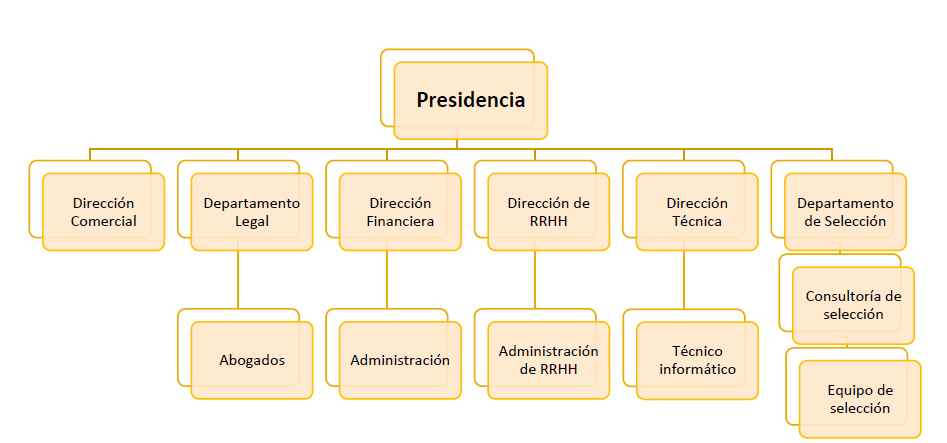 Presidencia
Dirección
Comercial
Departamento
Legal
Dirección
Financiera
Dirección de
RRHH
Dirección
Técnica
Departamento
de Selección
Consultoría de
selección
Abogados
Administración
Administración
de RRHH
Técnico
informático
Equipo de
selección